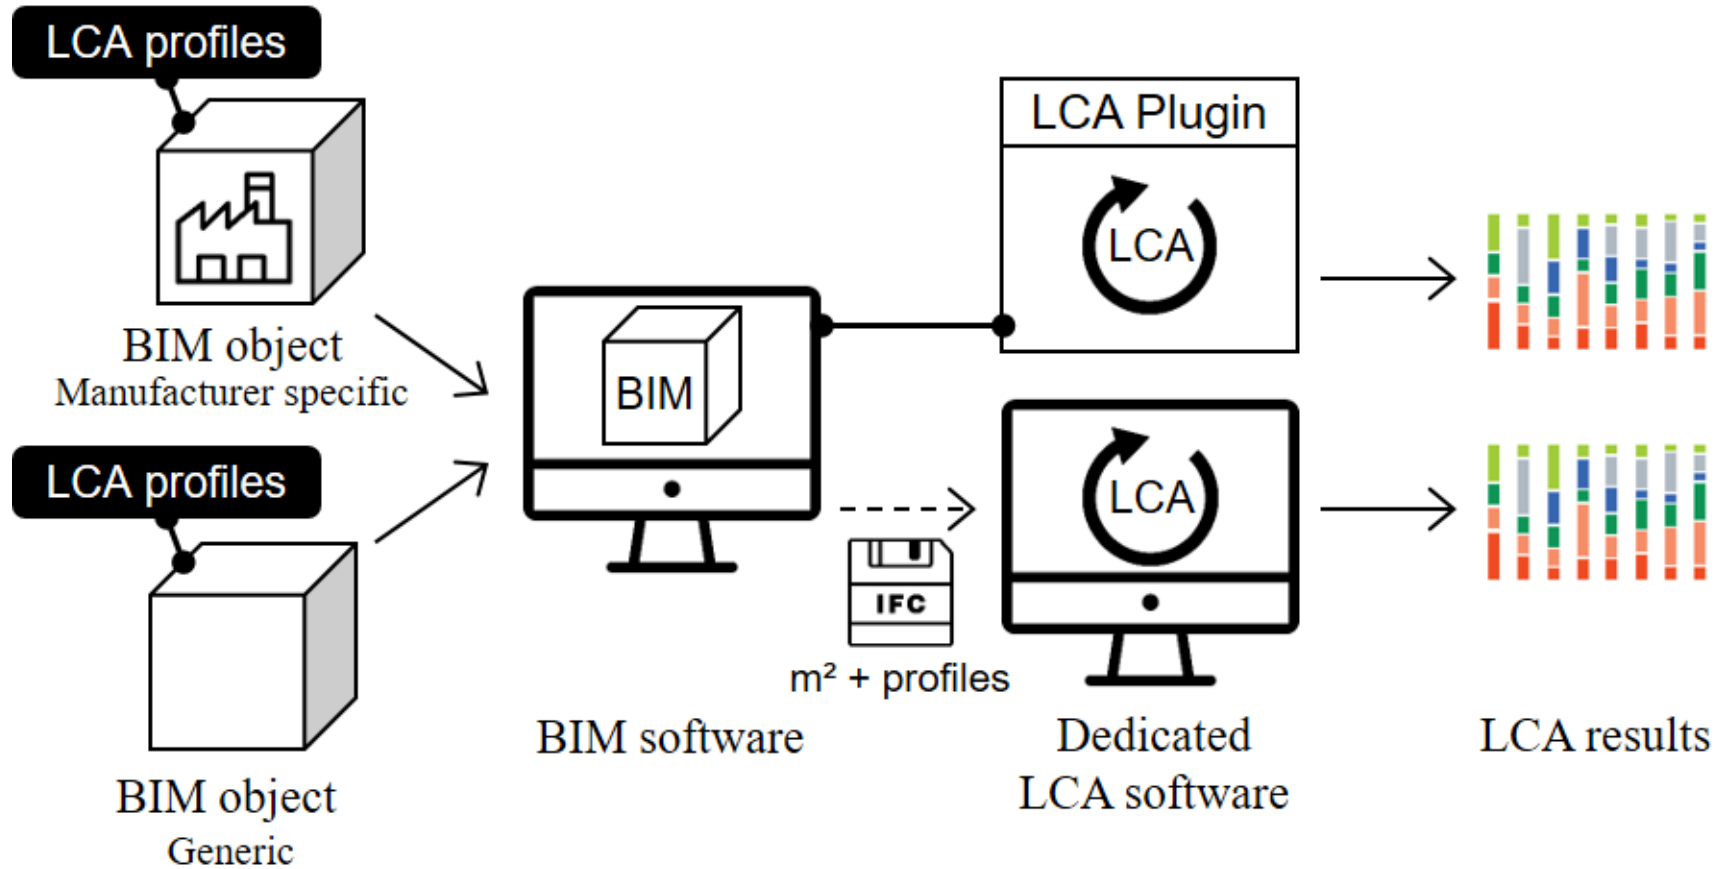 LCA profiles
BIM object
Manufacturer specific
LCA profiles
BIM object
Generic
BIM
BIM software
LCA Plugin
LCA
IFC
m² + profiles
LCA
Dedicated
LCA software
LCA results